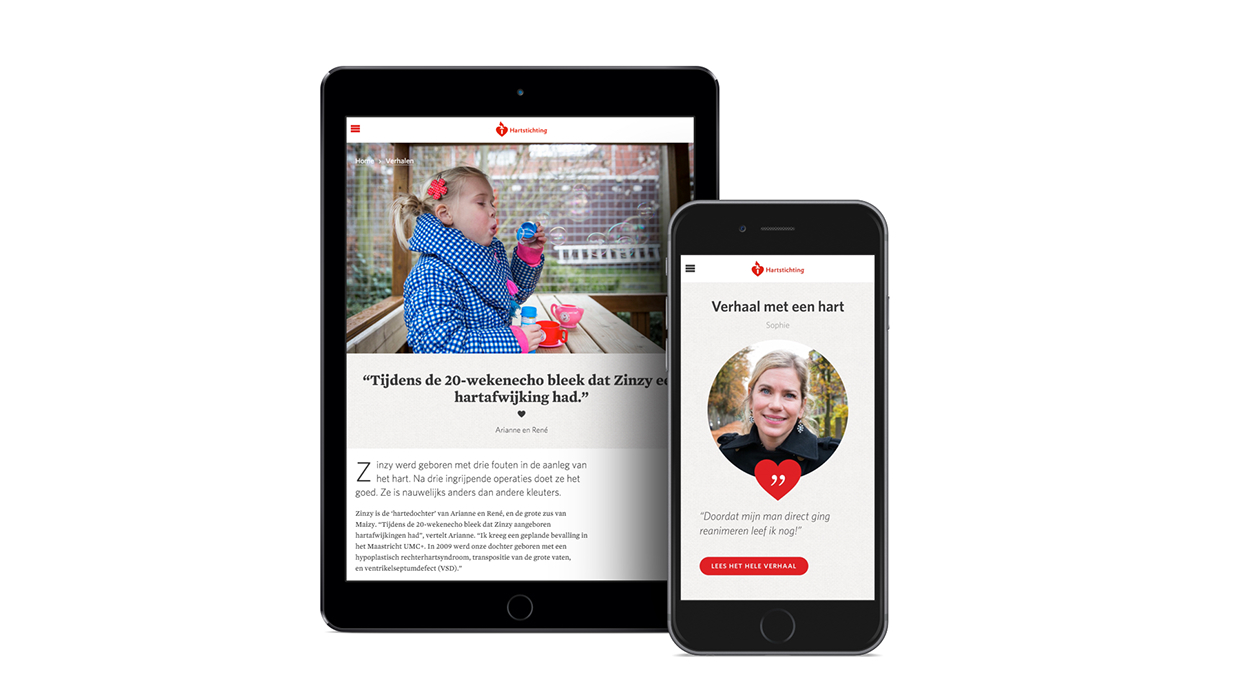 Hartstichting
Home > Verhalen
“Tijdens de 20-wekenecho bleek dat Zinzy
hartafwijking had.”
Arianne en René
Zinzy werd geboren met drie fouten in de aanleg van
het hart. Na drie ingrijpende operaties doet ze het
goed. Ze is nauwelijks anders dan andere kleuters.
Zinzy is de ‘hartedochter’ van Arianne en René, en de grote zus van
Maizy. “Tijdens de 20-wekenecho bleek dat Zinzy aangeboren
hartafwijkingen had”, vertelt Arianne. “Ik kreeg een geplande bevalling in
het Maastricht UMC+. In 2009 werd onze dochter geboren met een
hypoplastisch rechterhartsyndroom, transpositie van de grote vaten,
en ventrikelseptumdefect (VSD).”
Hartstichting
Verhaal met een hart
Sophie
”
“Doordat mijn man direct ging
reanimeren leef ik nog!”
LEES HET HELE VERHAAL